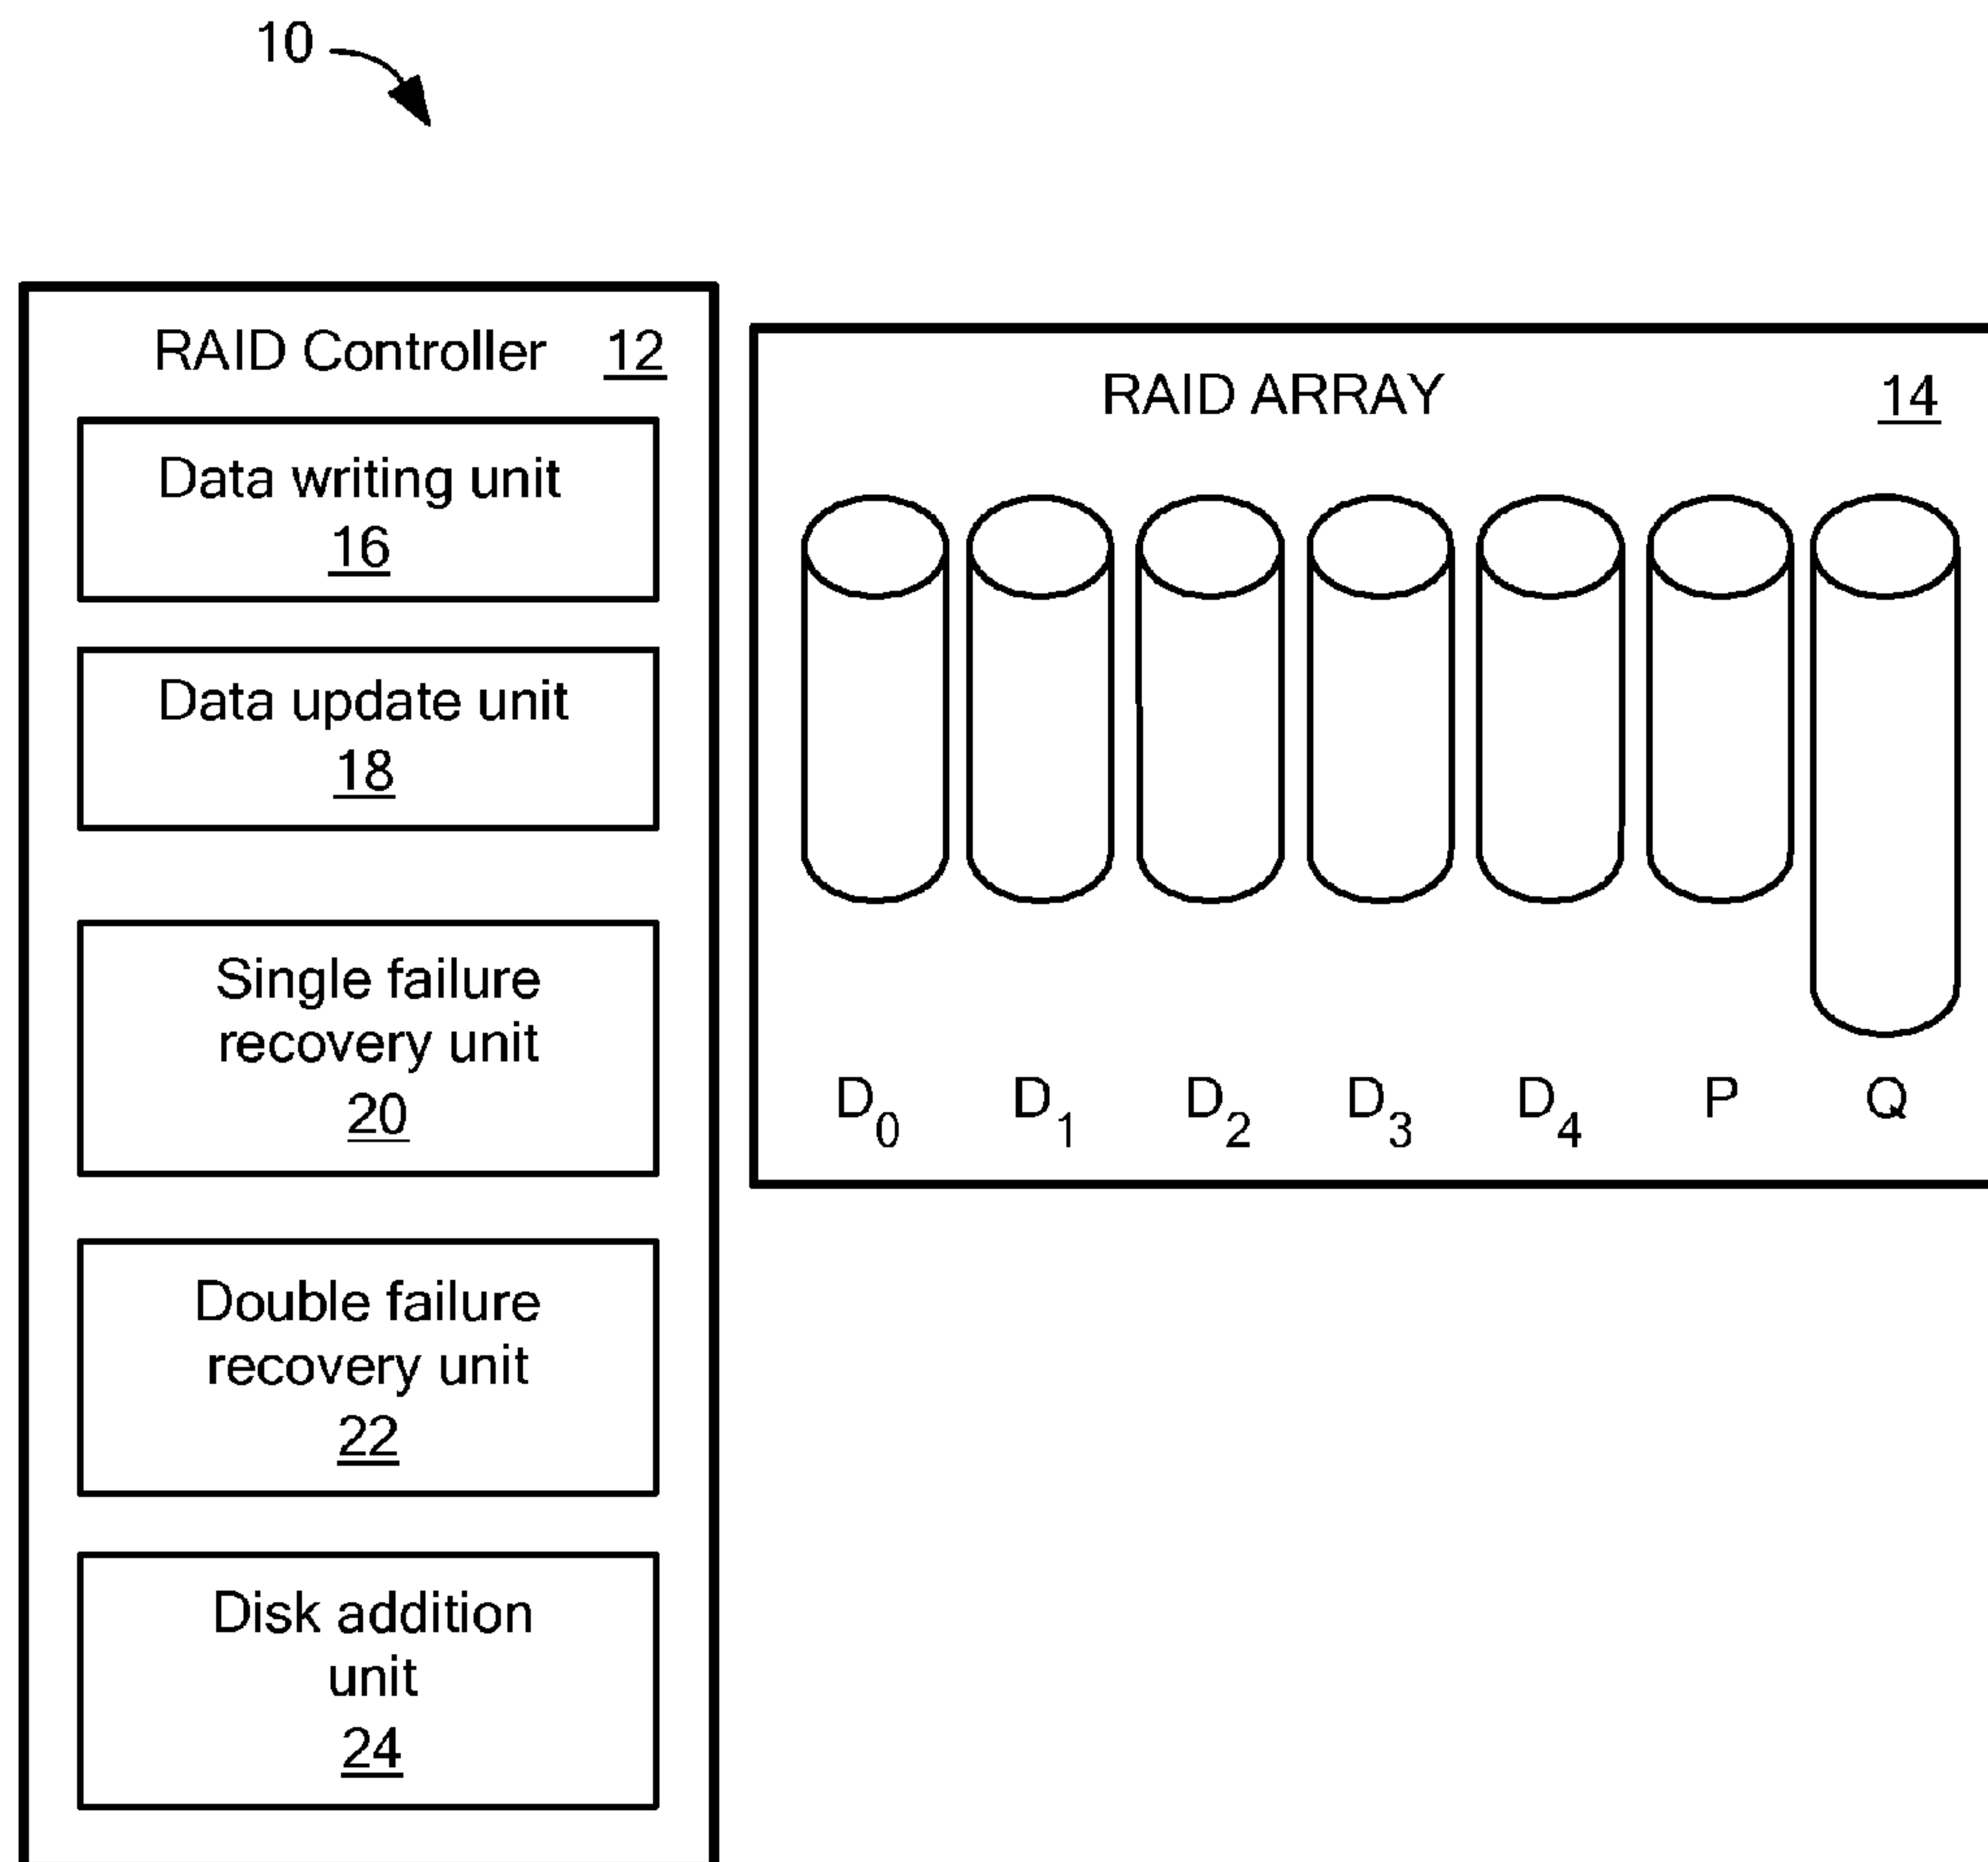 10
RAID Controller 12
Data writing unit
16
Data update unit
18
Single failure
recovery unit
20
Double failure
recovery unit
22
Disk addition
unit
24
RAID ARRAY 14
D0 D1 D2 D3 D4 P Q